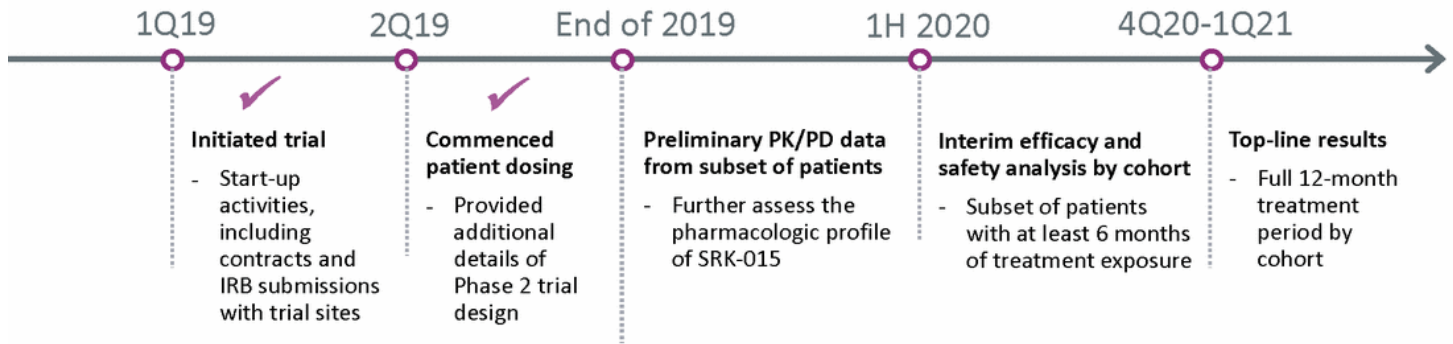 1Q19
2Q19
End of 2019
1H 2020
4Q20-1Q21
Initiated trial
- Start-up
activities,
including
contracts and
IRB submissions
with trial sites
Commenced
patient dosing
- Provided
additional
details of
Phase 2 trial
design
Preliminary PK/PD data
from subset of patients
- Further assess the
pharmacologic profile
of SRK-015
Interim efficacy and
safety analysis by cohort
- Subset of patients
with at least 6 months
of treatment exposure
Top-line results
- Full 12-month
treatment
period by
cohort